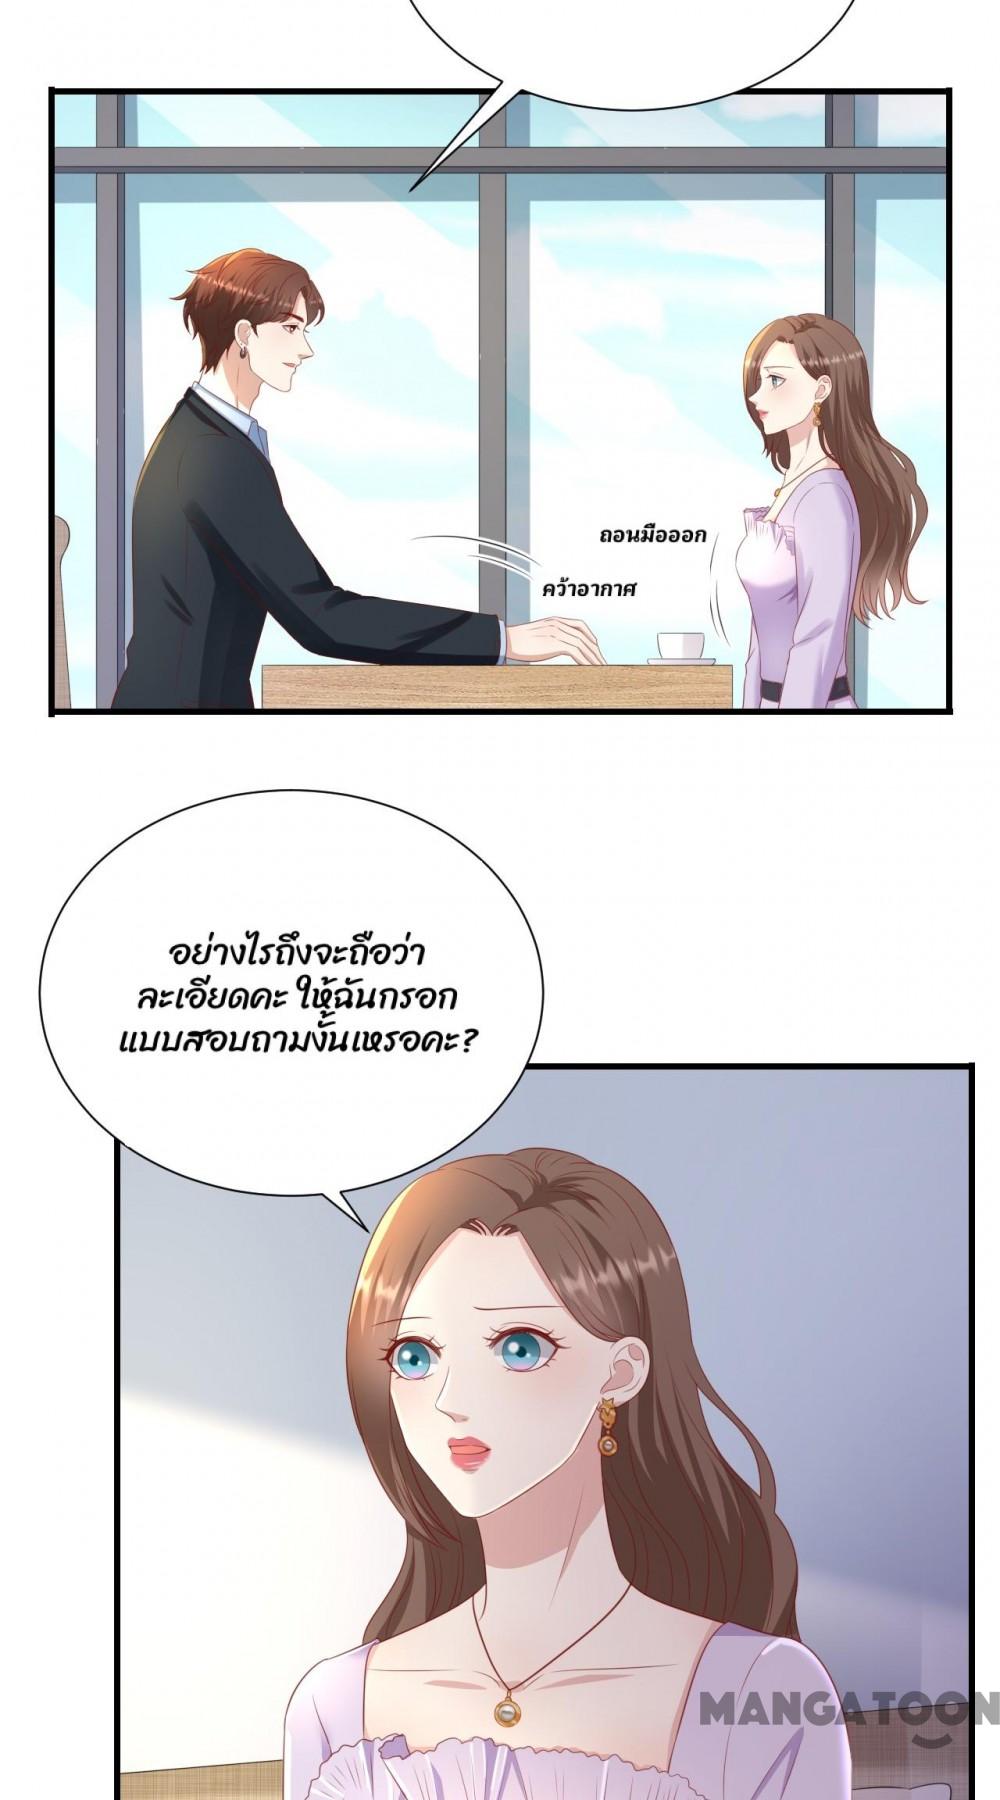 ถอนมือออก
คว้าอากาศ
อย่างไรถึงจะถือว่า
ละเอียดคะ ให้ฉันกรอก
แบบสอบถามงั้นเหรอคะ?
MANGATOON